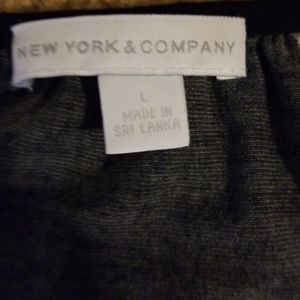 NEW YORK & COMPANY
L
MADE IN
SRI LANKA